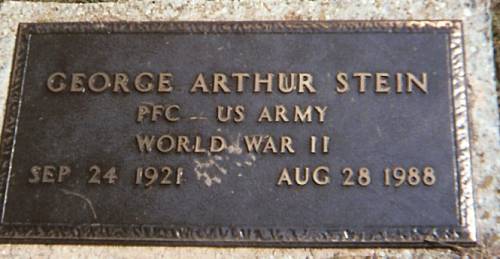 GEORGE ARTHUR STEIN
PFC US ARMY
WORLD WAR II
SEP 24 1921 AUG 28 1988